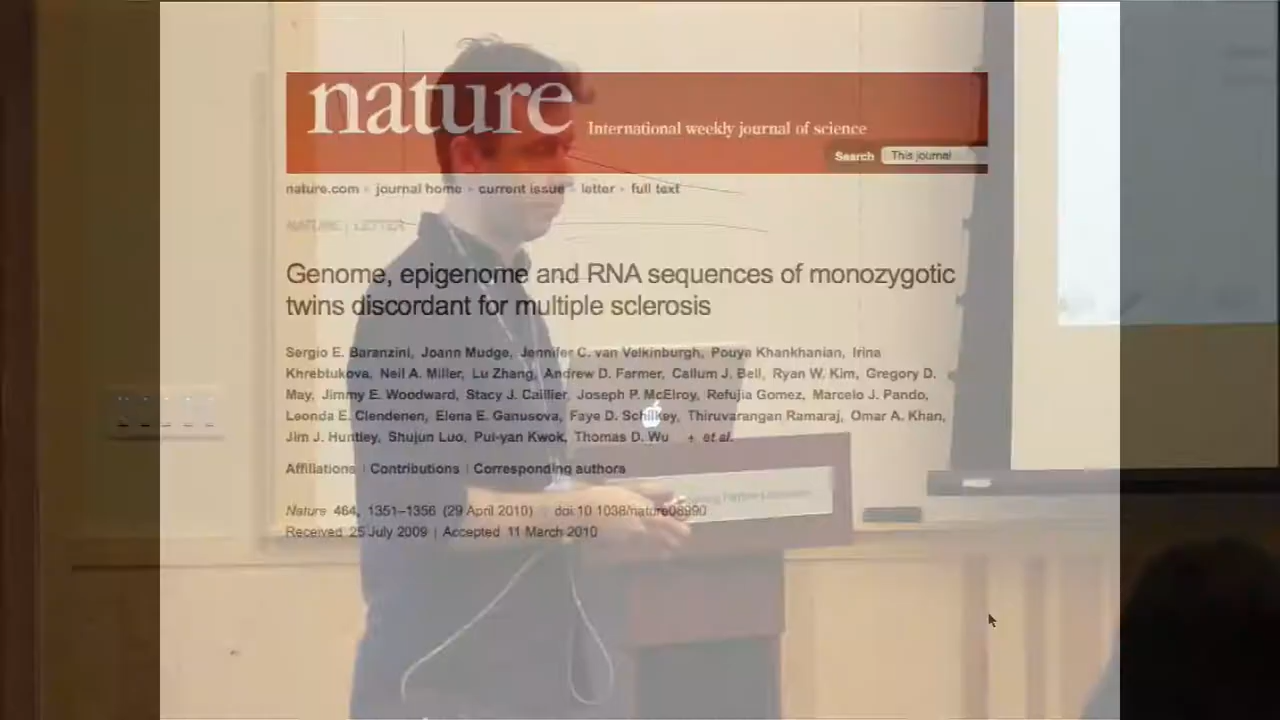 nature
International weekly journal of science
Search This journal
nature.com › journal home › current issue › letter › full text
NATURE | LETTER
Genome, epigenome and RNA sequences of monozygotic
twins discordant for multiple sclerosis
Sergio E. Baranzini, Joann Mudge, Jennifer C. van Velkinburgh, Pouya Khankhanian, Irina
Khrebtukova, Neil A. Miller, Lu Zhang, Andrew D. Farmer, Callum J. Bell, Ryan W. Kim, Gregory D.
May, Jimmy E. Woodward, Stacy J. Caillier, Joseph P. McElroy, Refujia Gomez, Marcelo J. Pando,
Leonda E. Clendenen, Elena E. Ganusova, Faye D. Schilkey, Thiruvarangan Ramaraj, Omar A. Khan,
Jim J. Huntley, Shujun Luo, Pui-yan Kwok, Thomas D. Wu + et al.
Affiliations | Contributions | Corresponding authors
Nature 464, 1351–1356 (29 April 2010) doi:10.1038/nature08990
Received 25 July 2009 | Accepted 11 March 2010